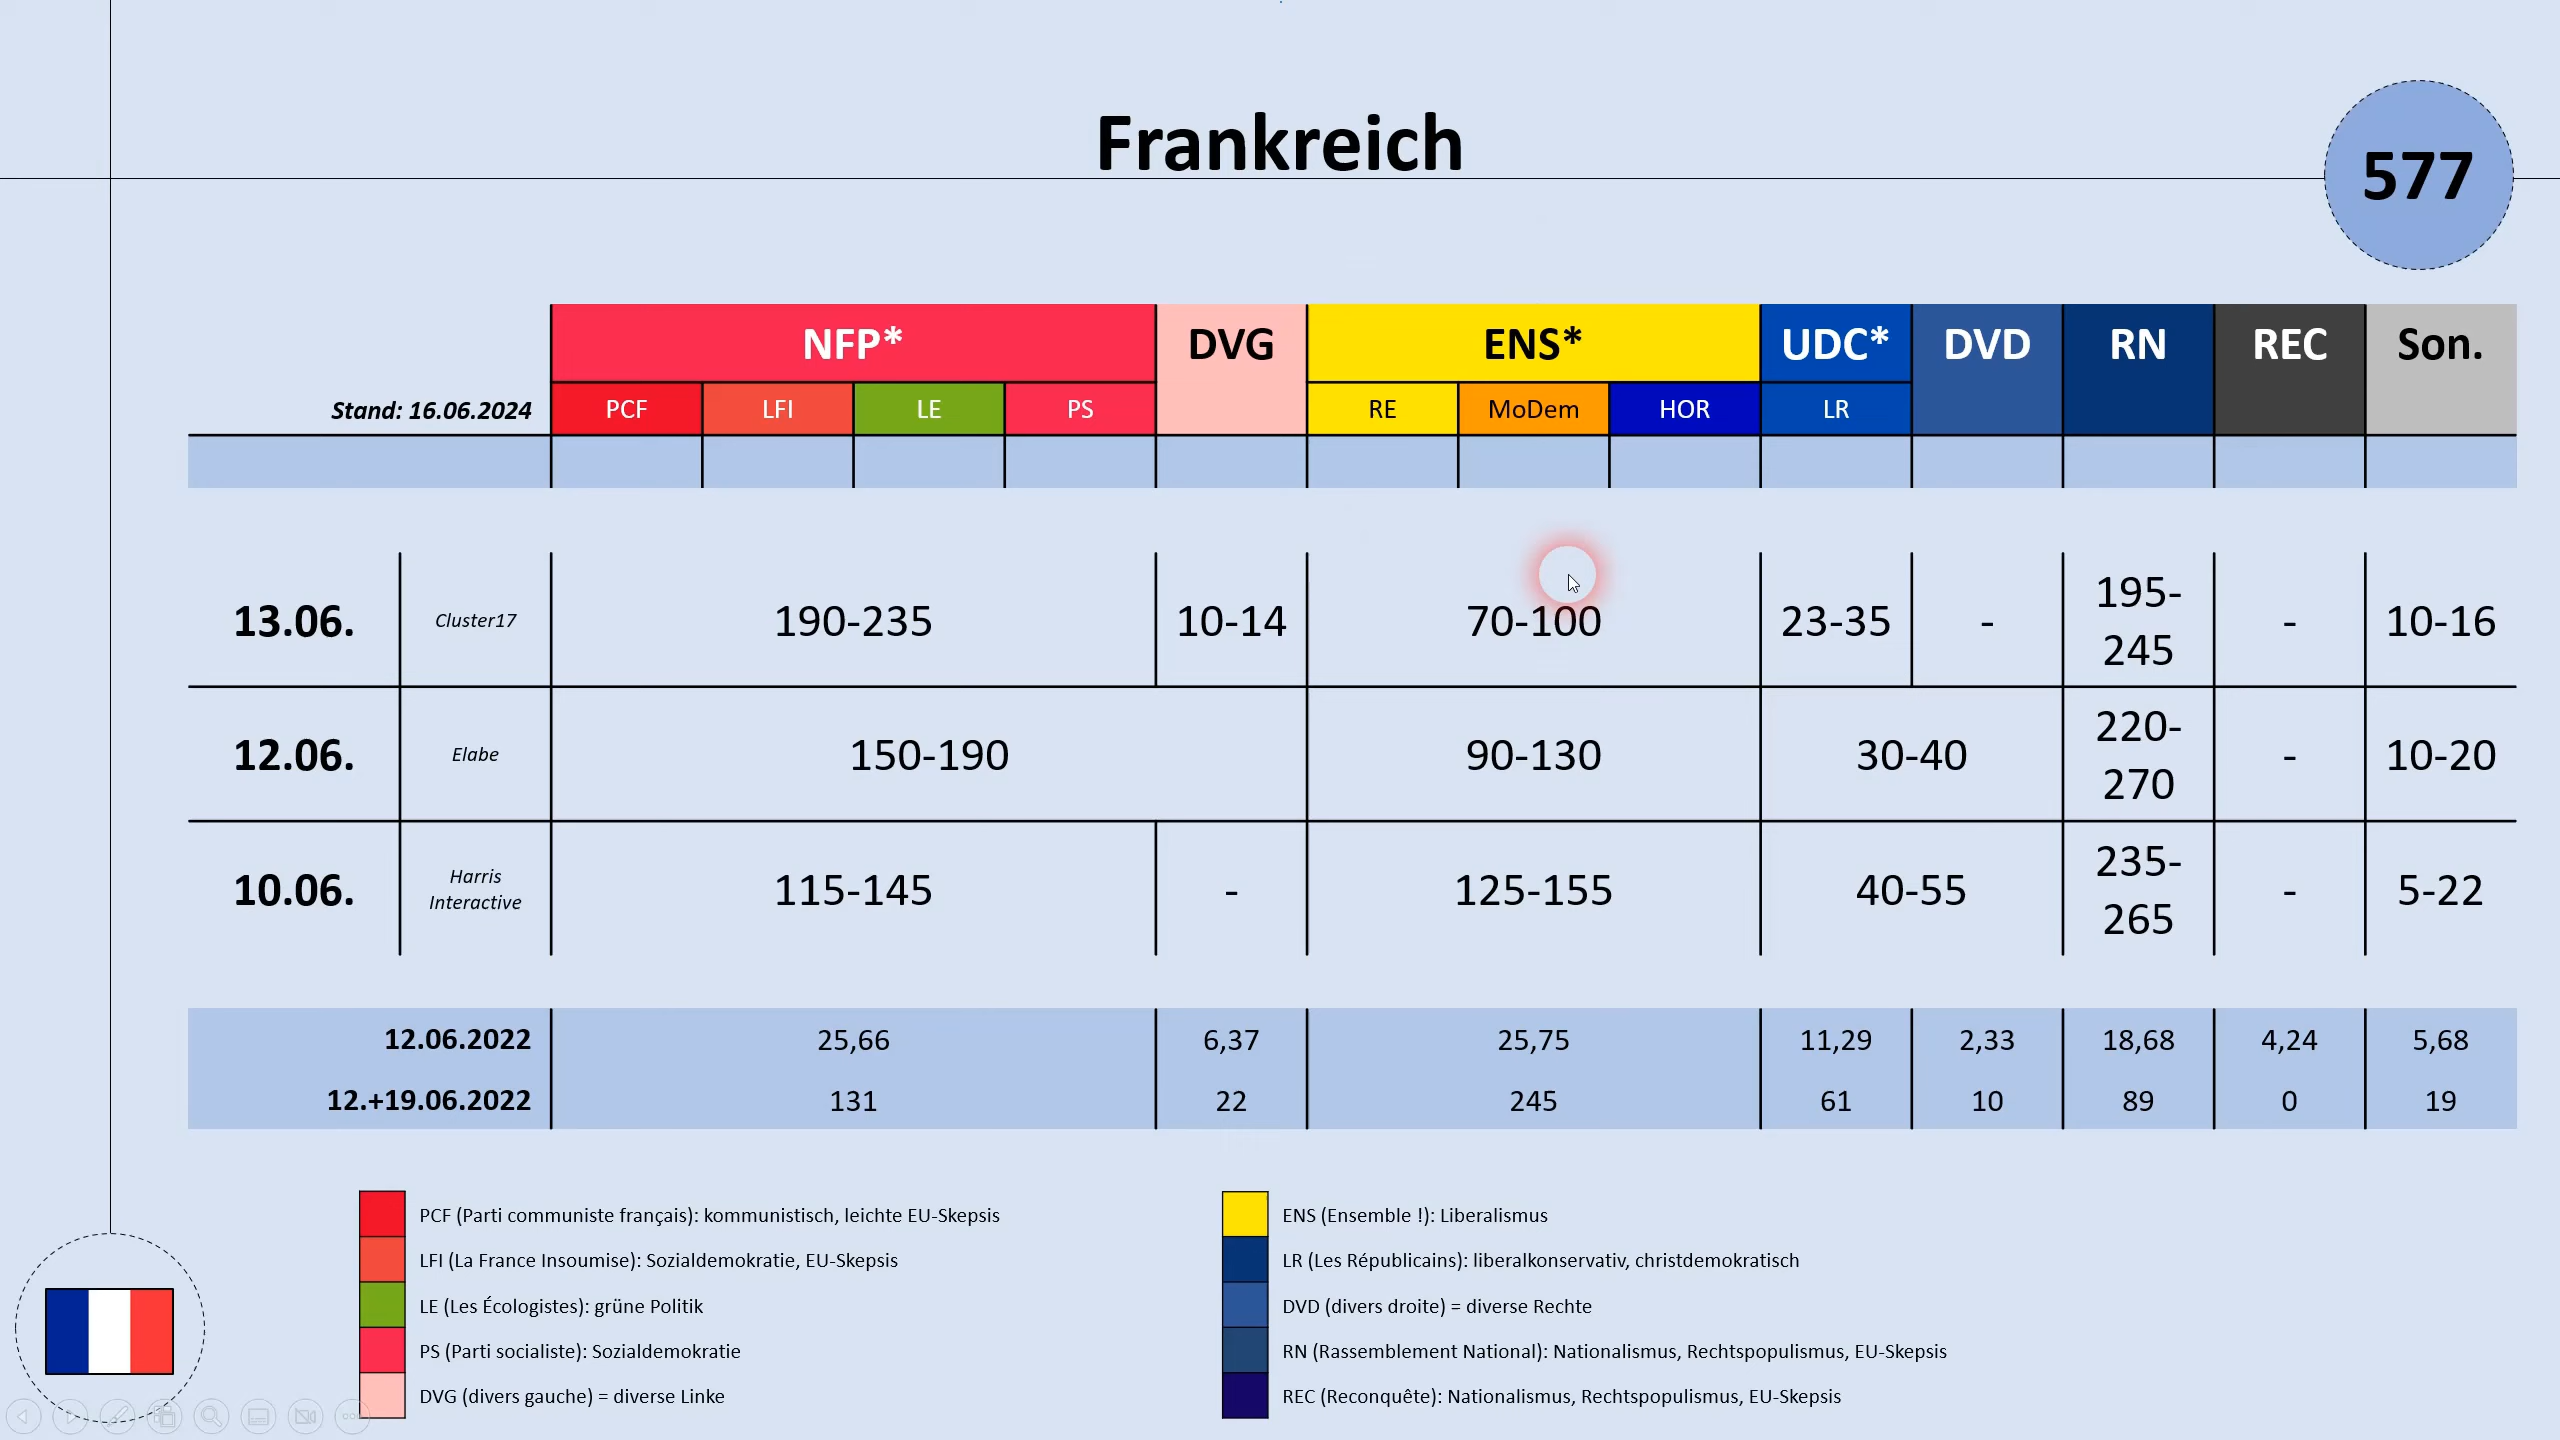 Frankreich
577
NFP* DVG ENS* UDC* DVD RN REC Son.
Stand: 16.06.2024 PCF LFI LE PS RE MoDem HOR LR
13.06. Cluster17 190-235 10-14 70-100 23-35 - 195-245 - 10-16
12.06. Elabe 150-190 90-130 30-40 220-270 - 10-20
10.06. Harris Interactive 115-145 - 125-155 40-55 235-265 - 5-22
12.06.2022 25,66 6,37 25,75 11,29 2,33 18,68 4,24 5,68
12.+19.06.2022 131 22 245 61 10 89 0 19
PCF (Parti communiste français): kommunistisch, leichte EU-Skepsis
LFI (La France Insoumise): Sozialdemokratie, EU-Skepsis
LE (Les Écologistes): grüne Politik
PS (Parti socialiste): Sozialdemokratie
DVG (divers gauche) = diverse Linke
ENS (Ensemble !): Liberalismus
LR (Les Républicains): liberalkonservativ, christdemokratisch
DVD (divers droite) = diverse Rechte
RN (Rassemblement National): Nationalismus, Rechtspopulismus, EU-Skepsis
REC (Reconquête): Nationalismus, Rechtspopulismus, EU-Skepsis